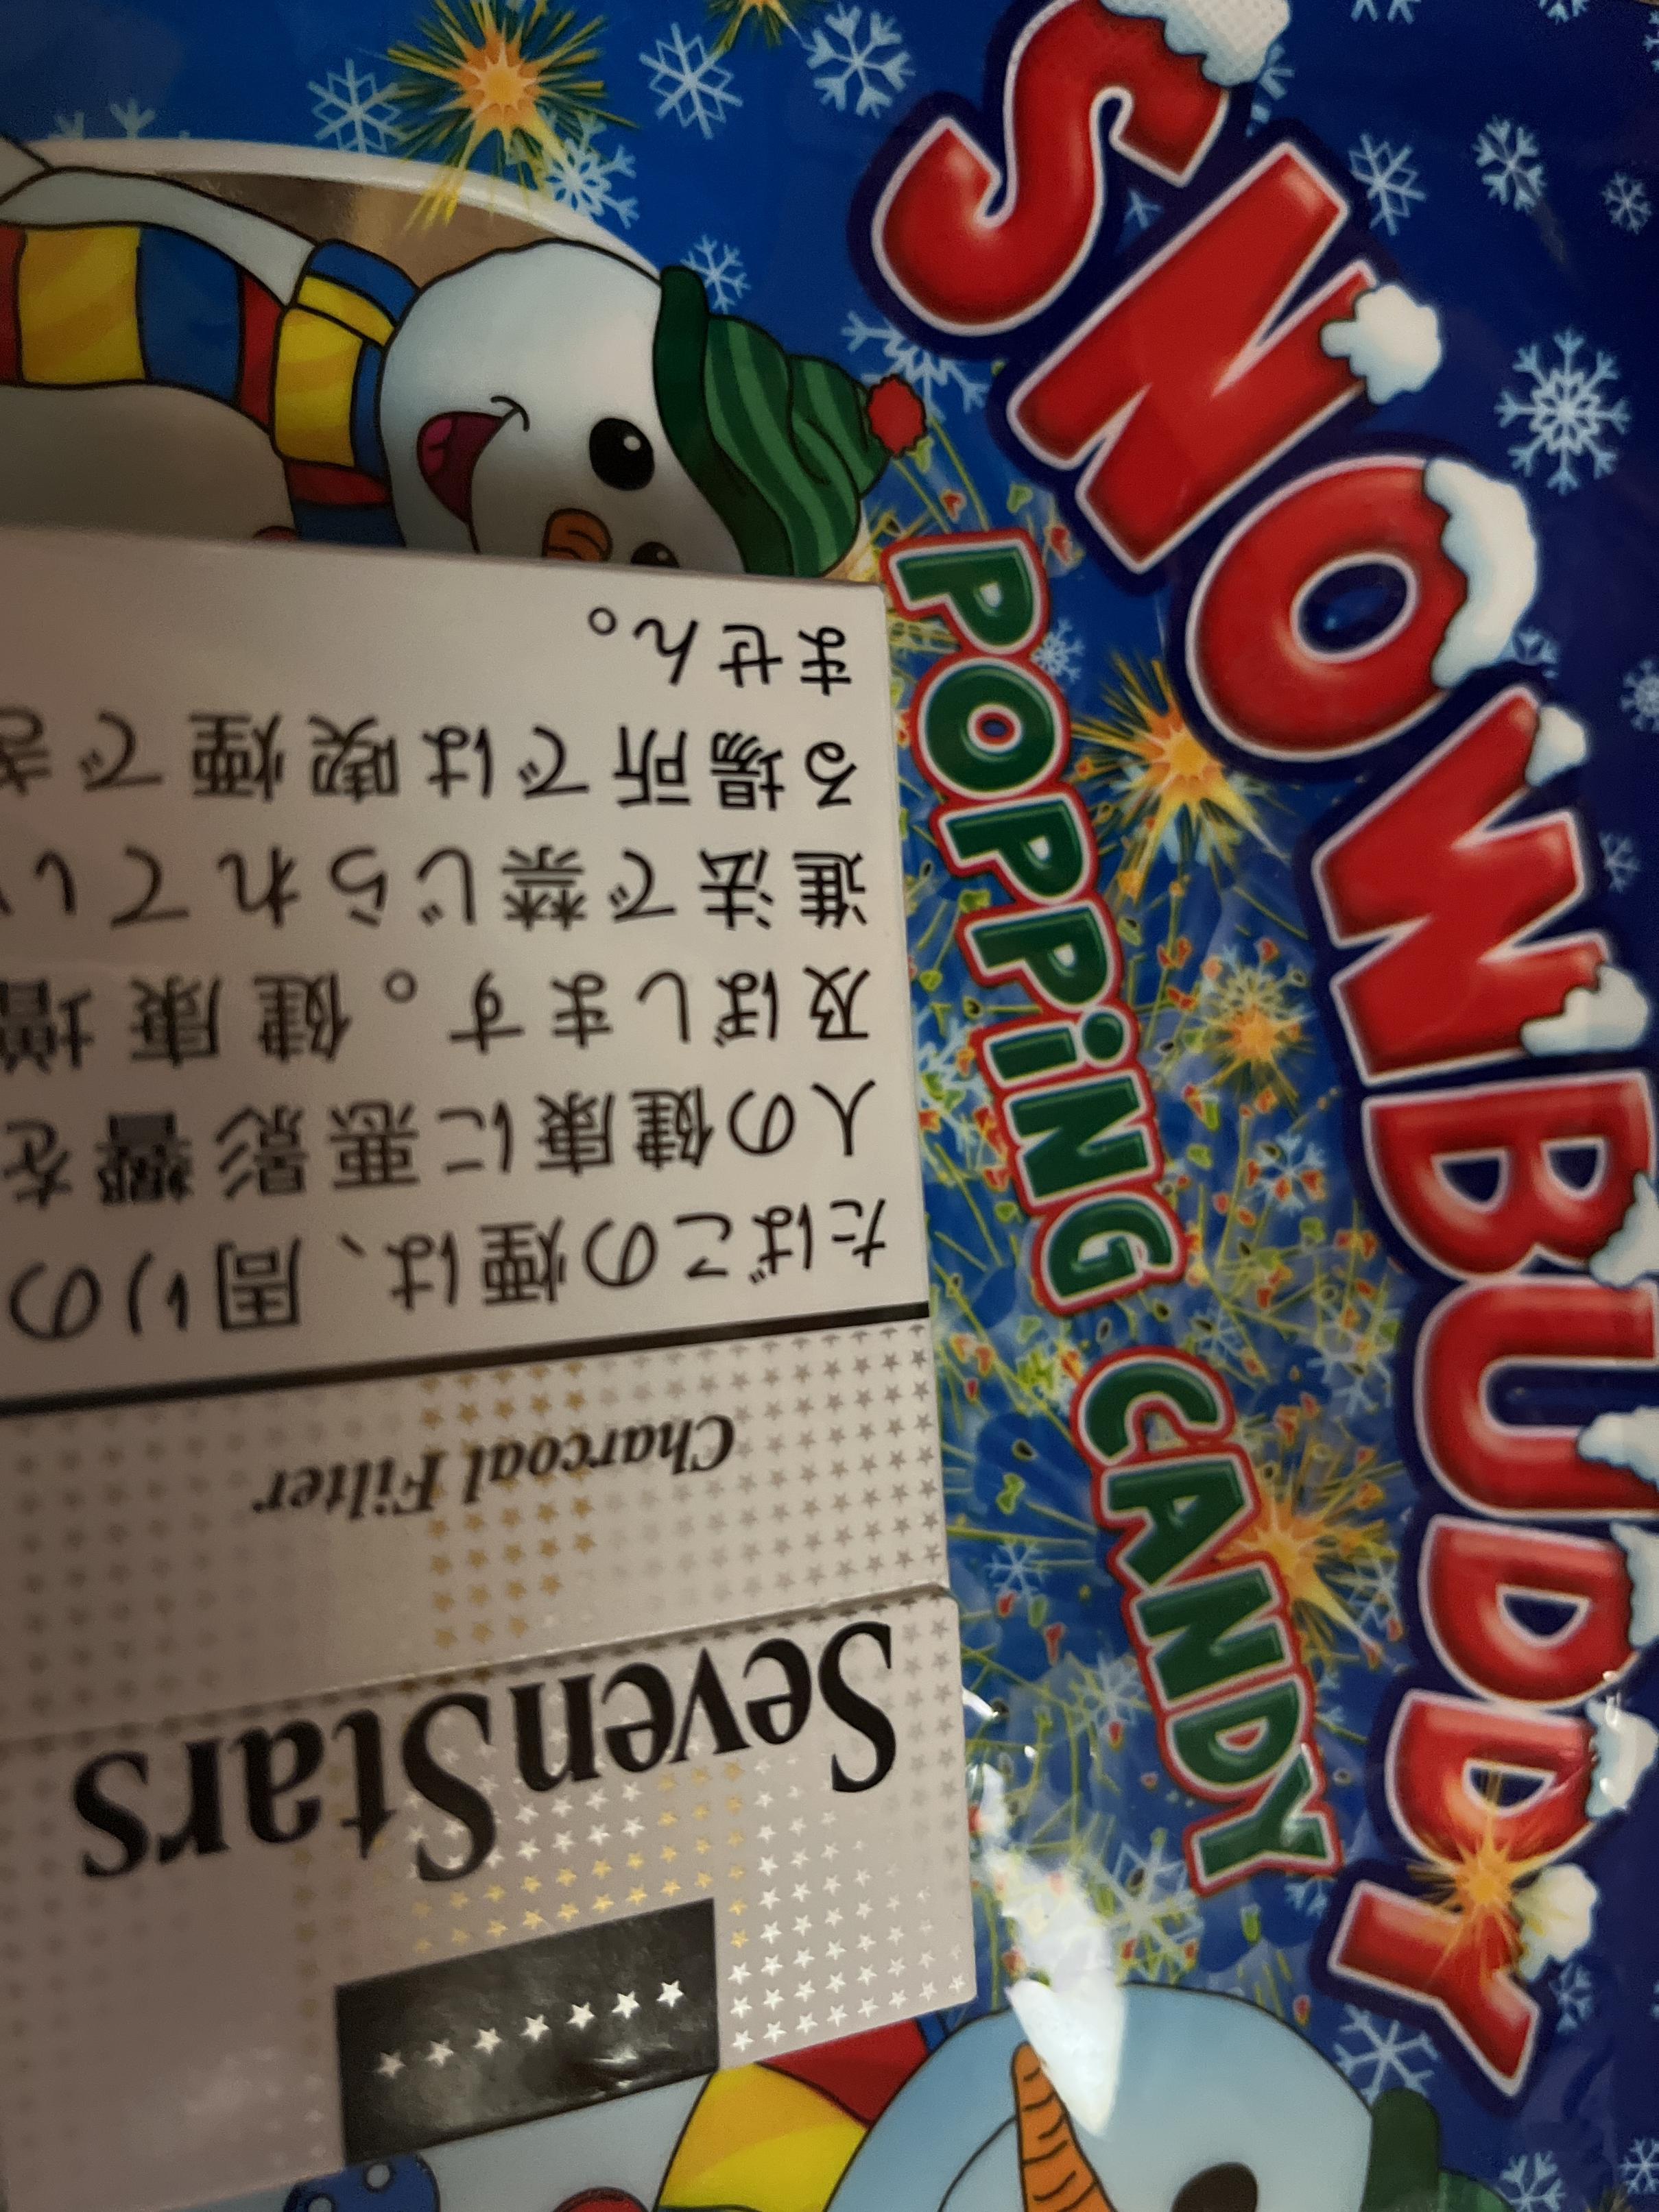 SNOWBUDDY
POPPiNG CANDY
SevenStars
Charcoal Filter
たばこの煙は、周りの
人の健康に悪影響を
及ぼします。健康増
進法で禁じられてい
る場所では喫煙でき
ません。